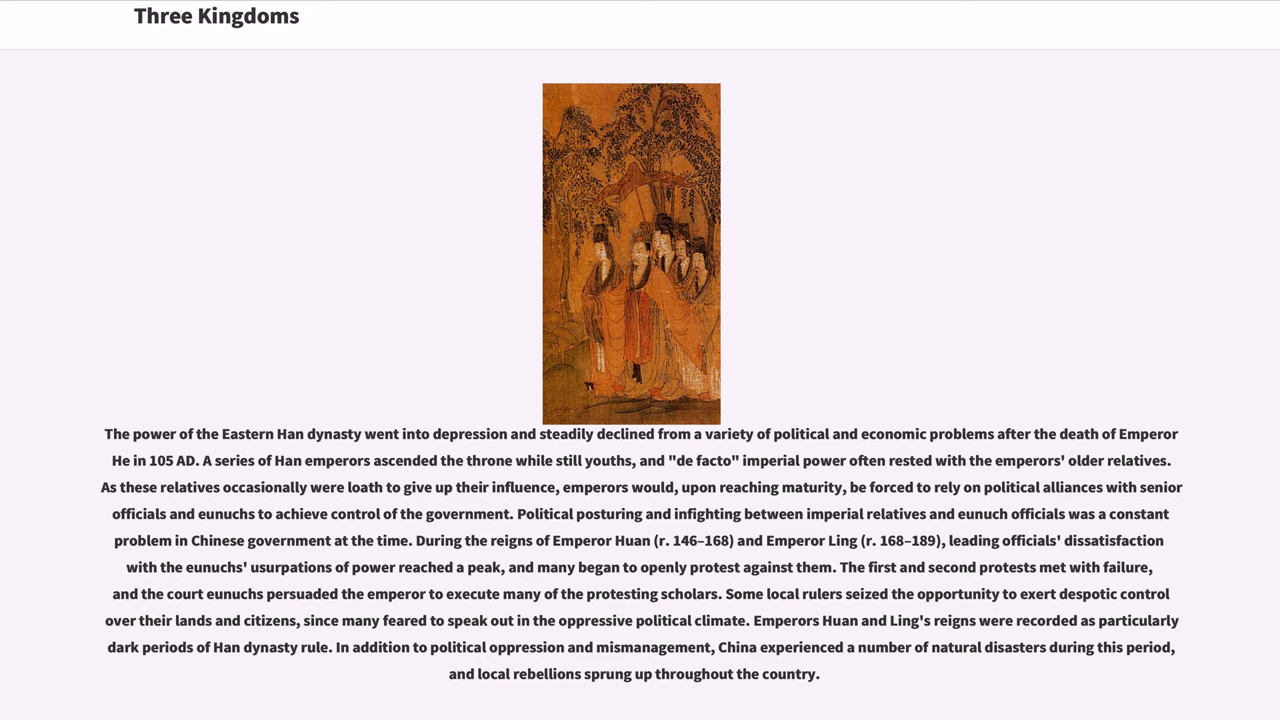 Three Kingdoms
The power of the Eastern Han dynasty went into depression and steadily declined from a variety of political and economic problems after the death of Emperor
He in 105 AD. A series of Han emperors ascended the throne while still youths, and "de facto" imperial power often rested with the emperors' older relatives.
As these relatives occasionally were loath to give up their influence, emperors would, upon reaching maturity, be forced to rely on political alliances with senior
officials and eunuchs to achieve control of the government. Political posturing and infighting between imperial relatives and eunuch officials was a constant
problem in Chinese government at the time. During the reigns of Emperor Huan (r. 146–168) and Emperor Ling (r. 168–189), leading officials' dissatisfaction
with the eunuchs' usurpations of power reached a peak, and many began to openly protest against them. The first and second protests met with failure,
and the court eunuchs persuaded the emperor to execute many of the protesting scholars. Some local rulers seized the opportunity to exert despotic control
over their lands and citizens, since many feared to speak out in the oppressive political climate. Emperors Huan and Ling's reigns were recorded as particularly
dark periods of Han dynasty rule. In addition to political oppression and mismanagement, China experienced a number of natural disasters during this period,
and local rebellions sprung up throughout the country.